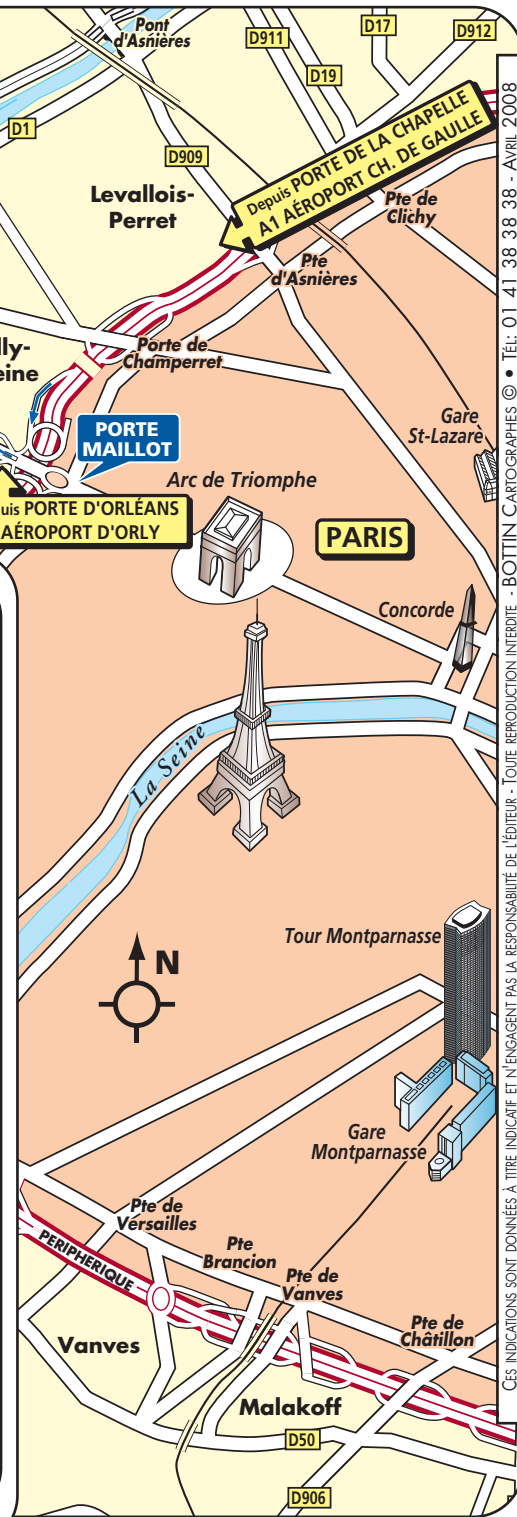 Pont
d'Asnières
D911
D17
D912
D19
D1
D909
Levallois-
Perret
Depuis PORTE DE LA CHAPELLE
A1 AÉROPORT CH. DE GAULLE
Pte de
Clichy
Pte
d'Asnières
lly-
eine
Porte de
Champerret
PORTE
MAILLOT
Gare
St-Lazare
Arc de Triomphe
uis PORTE D'ORLÉANS
AÉROPORT D'ORLY
PARIS
Concorde
La Seine
Tour Montparnasse
N
Gare
Montparnasse
Pte de
Versailles
PERIPHERIQUE
Pte
Brancion
Pte de
Vanves
Pte de
Châtillon
Vanves
Malakoff
D50
D906
CES INDICATIONS SONT DONNÉES À TITRE INDICATIF ET N'ENGAGENT PAS LA RESPONSABILITÉ DE L'ÉDITEUR - TOUTE REPRODUCTION INTERDITE - BOTTIN CARTOGRAPHES © • TÉL: 01 41 38 38 38 - AVRIL 2008